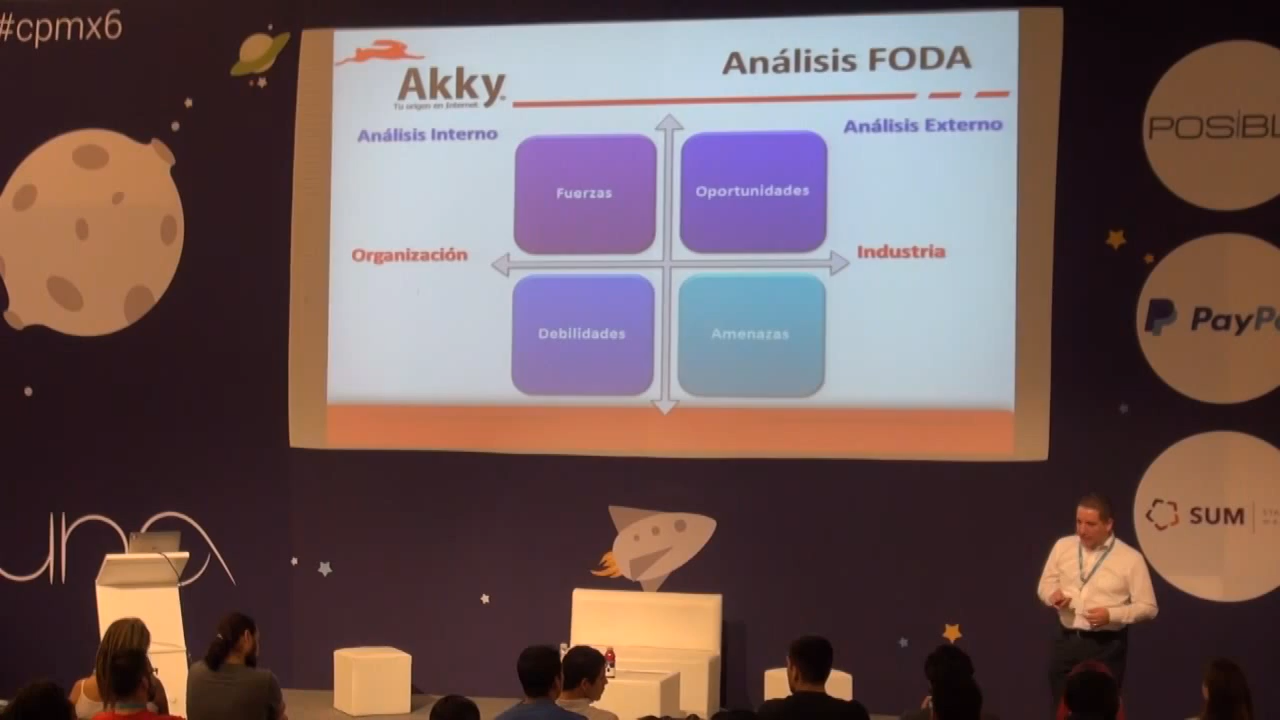 #cpmx6
Akky
Tu origen en Internet
Análisis FODA
Análisis Interno
Análisis Externo
Fuerzas
Oportunidades
Organización
Industria
Debilidades
Amenazas
POSiBL
PayPa
SUM